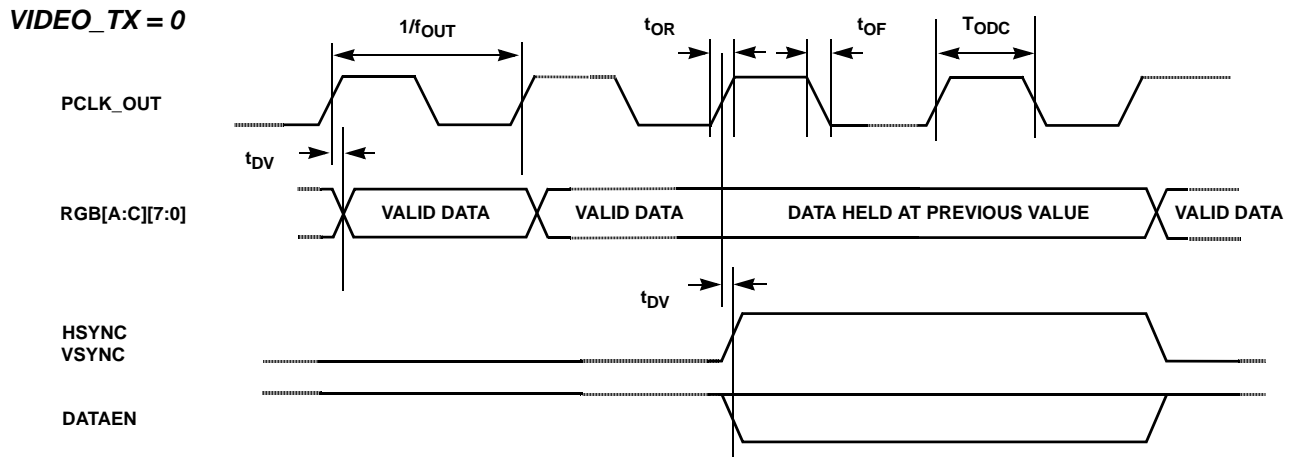 VIDEO_TX = 0
1/fOUT
tOR
tOF
TODC
PCLK_OUT
tDV
RGB[A:C][7:0]
VALID DATA
VALID DATA
DATA HELD AT PREVIOUS VALUE
VALID DATA
tDV
HSYNC
VSYNC
DATAEN